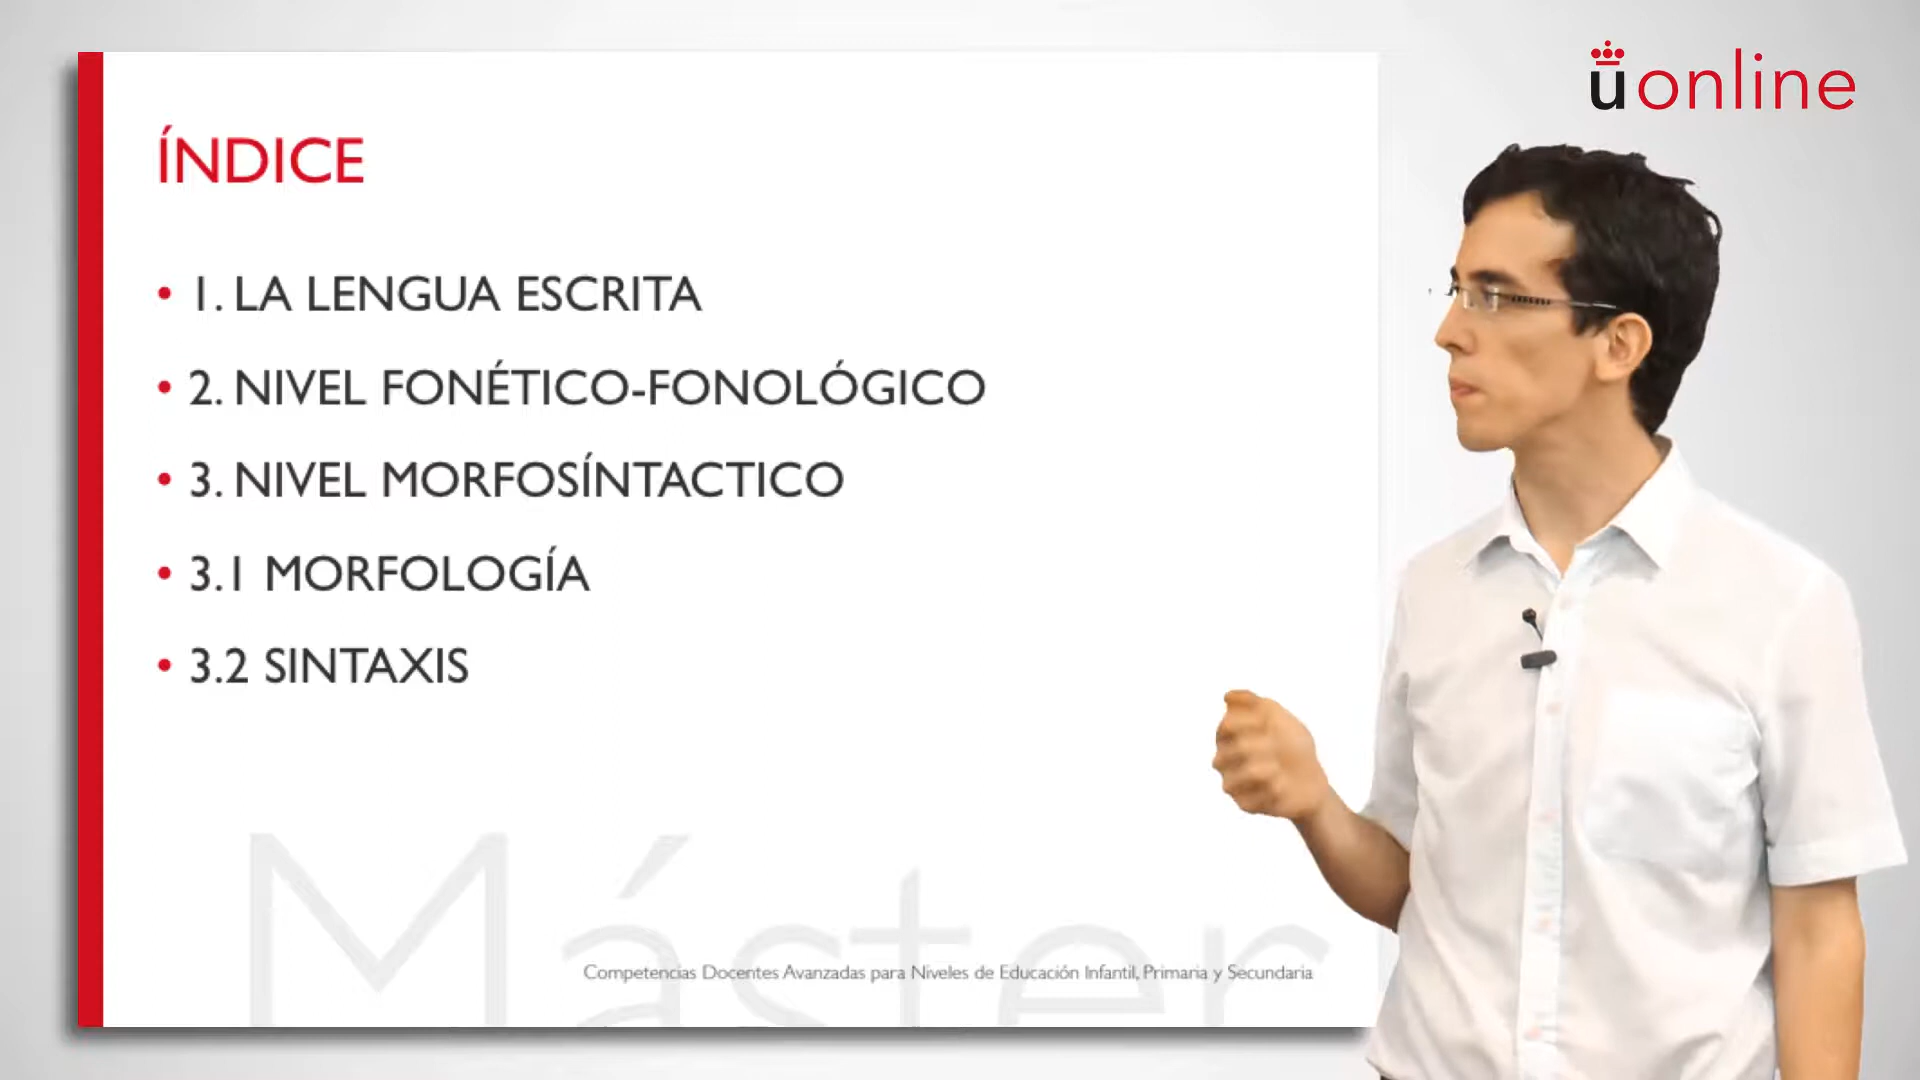 üonline
ÍNDICE
• 1. LA LENGUA ESCRITA
• 2. NIVEL FONÉTICO-FONOLÓGICO
• 3. NIVEL MORFOSÍNTACTICO
• 3.1 MORFOLOGÍA
• 3.2 SINTAXIS
Máster
Competencias Docentes Avanzadas para Niveles de Educación Infantil, Primaria y Secundaria